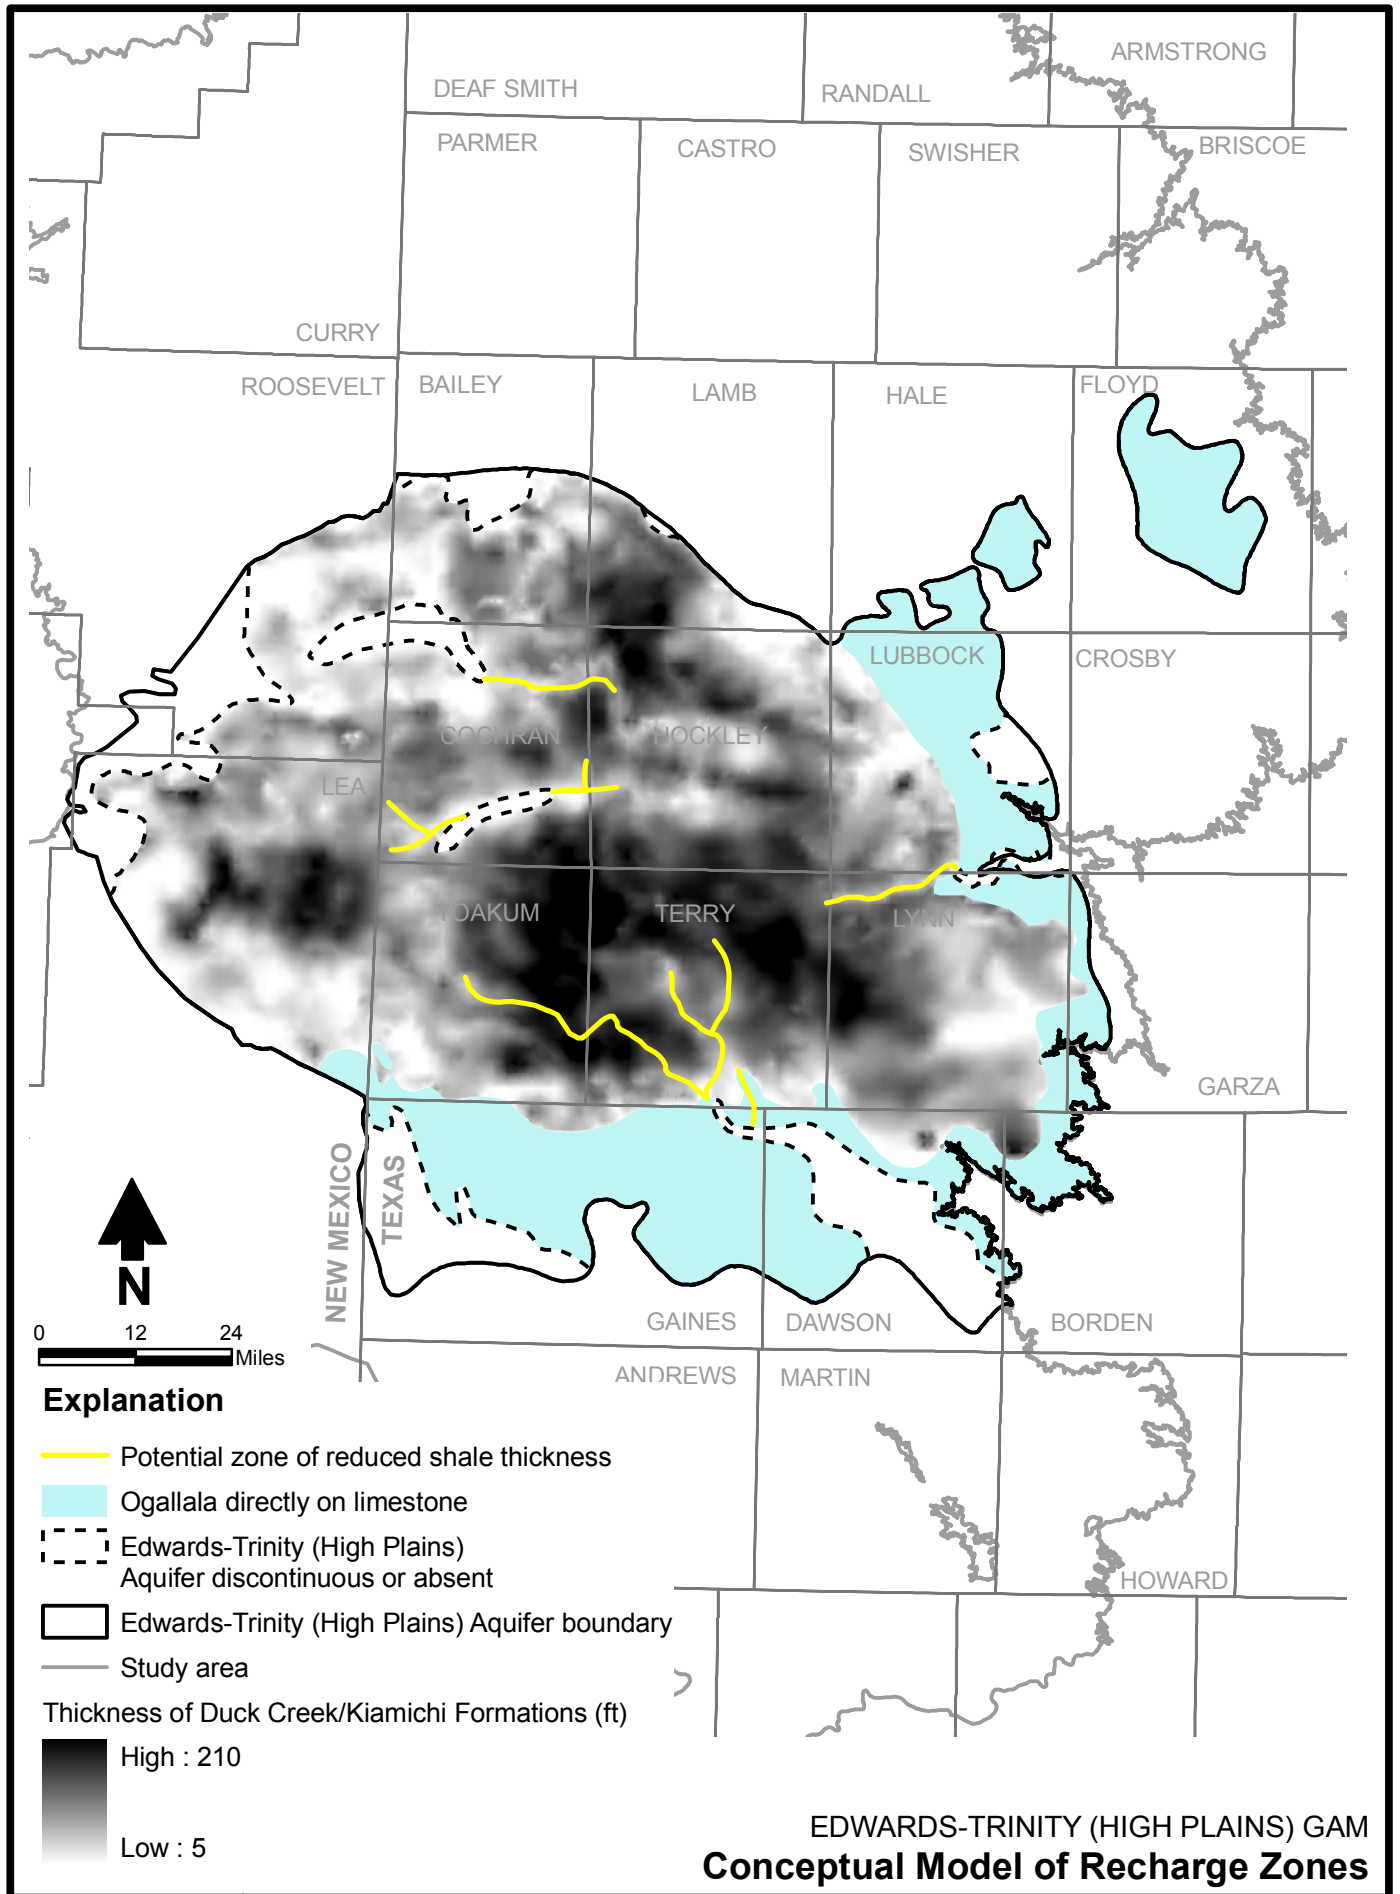 ARMSTRONG
DEAF SMITH
RANDALL
PARMER
CASTRO
SWISHER
BRISCOE
CURRY
ROOSEVELT
BAILEY
LAMB
HALE
FLOYD
LUBBOCK
CROSBY
COCHRAN
HOCKLEY
LEA
YOAKUM
TERRY
LYNN
GARZA
NEW MEXICO
TEXAS
N
GAINES
DAWSON
BORDEN
0 12 24
Miles
ANDREWS
MARTIN
HOWARD
Explanation
Potential zone of reduced shale thickness
Ogallala directly on limestone
Edwards-Trinity (High Plains)
Aquifer discontinuous or absent
Edwards-Trinity (High Plains) Aquifer boundary
Study area
Thickness of Duck Creek/Kiamichi Formations (ft)
High : 210
Low : 5
EDWARDS-TRINITY (HIGH PLAINS) GAM
Conceptual Model of Recharge Zones